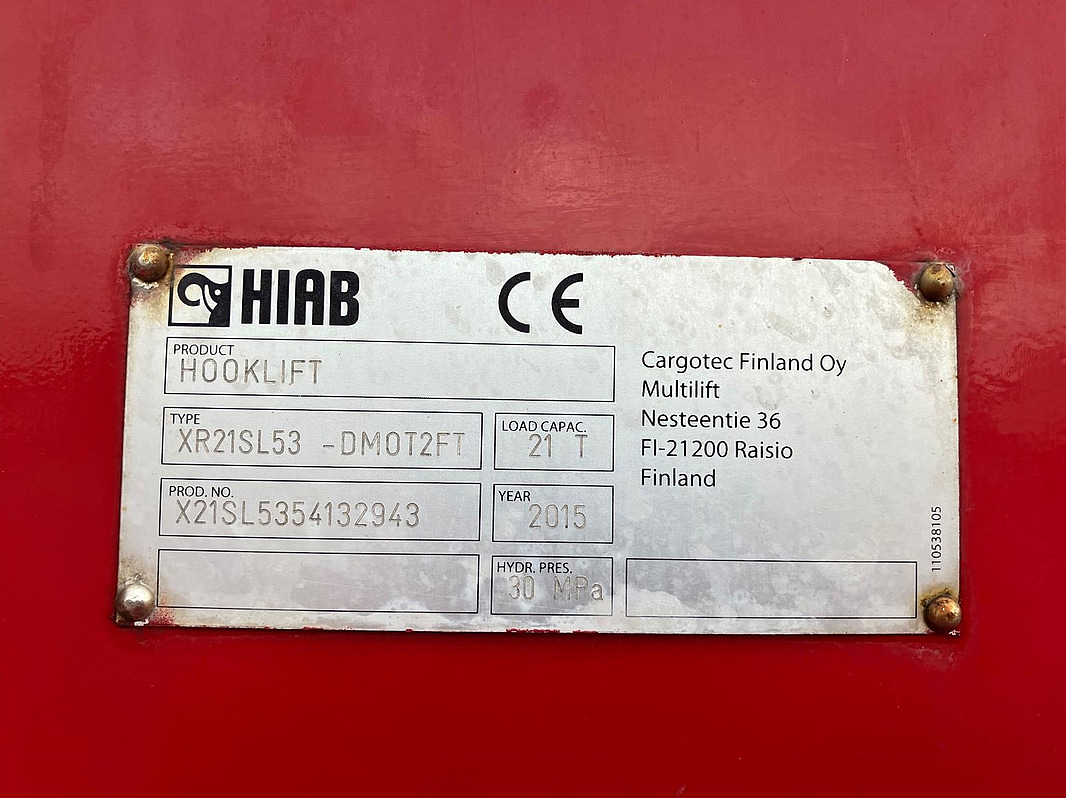 HIAB CE
PRODUCT
HOOKLIFT
TYPE
XR21SL53 -DMOT2FT
LOAD CAPAC.
21 T
PROD. NO.
X21SL5354132943
YEAR
2015
HYDR. PRES.
30 MPa
Cargotec Finland Oy
Multilift
Nesteentie 36
FI-21200 Raisio
Finland
110538105